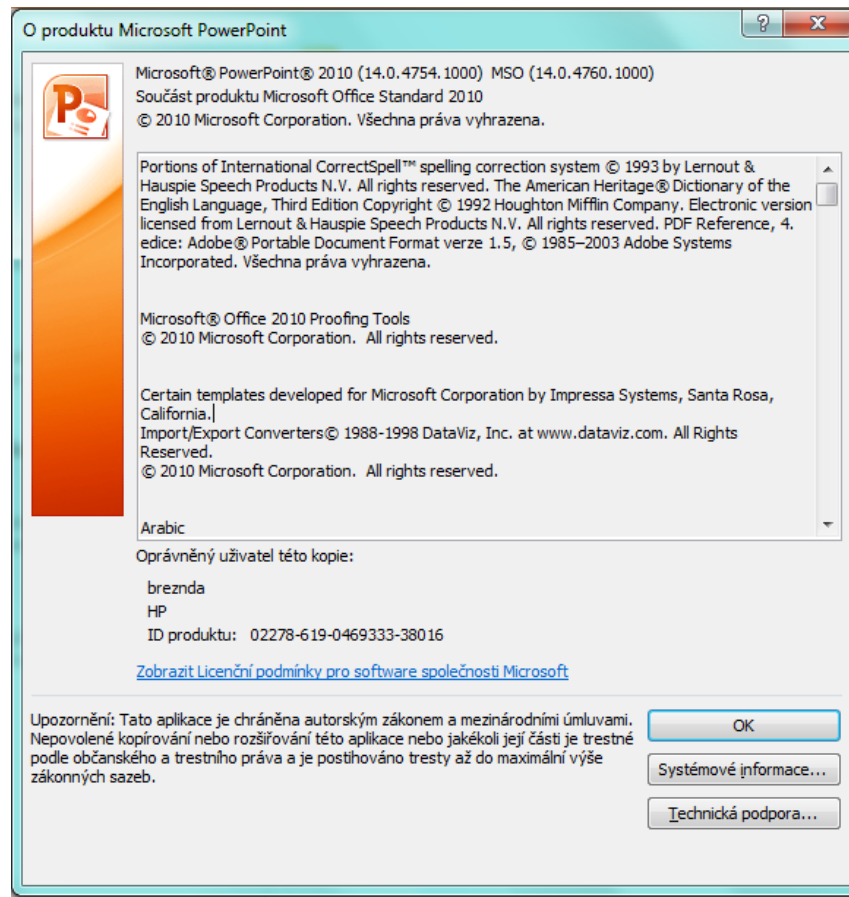 O produktu Microsoft PowerPoint
Microsoft® PowerPoint® 2010 (14.0.4754.1000) MSO (14.0.4760.1000)
Součást produktu Microsoft Office Standard 2010
© 2010 Microsoft Corporation. Všechna práva vyhrazena.
Portions of International CorrectSpell™ spelling correction system © 1993 by Lernout &
Hauspie Speech Products N.V. All rights reserved. The American Heritage® Dictionary of the
English Language, Third Edition Copyright © 1992 Houghton Mifflin Company. Electronic version
licensed from Lernout & Hauspie Speech Products N.V. All rights reserved. PDF Reference, 4.
edice: Adobe® Portable Document Format verze 1.5, © 1985–2003 Adobe Systems
Incorporated. Všechna práva vyhrazena.
Microsoft® Office 2010 Proofing Tools
© 2010 Microsoft Corporation. All rights reserved.
Certain templates developed for Microsoft Corporation by Impressa Systems, Santa Rosa,
California.
Import/Export Converters© 1988-1998 DataViz, Inc. at www.dataviz.com. All Rights
Reserved.
© 2010 Microsoft Corporation. All rights reserved.
Arabic
Oprávněný uživatel této kopie:
breznda
HP
ID produktu: 02278-619-0469333-38016
Zobrazit Licenční podmínky pro software společnosti Microsoft
Upozornění: Tato aplikace je chráněna autorským zákonem a mezinárodními úmluvami.
Nepovolené kopírování nebo rozšiřování této aplikace nebo jakékoli její části je trestné
podle občanského a trestního práva a je postihováno tresty až do maximální výše
zákonných sazeb.
OK
Systémové informace...
Technická podpora...